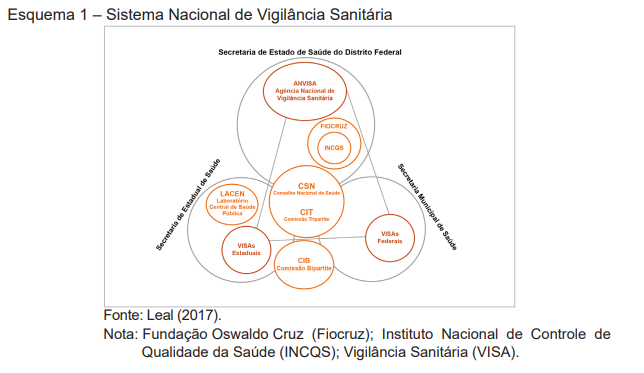 Esquema 1 – Sistema Nacional de Vigilância Sanitária
Secretaria de Estado de Saúde do Distrito Federal
ANVISA
Agência Nacional de
Vigilância Sanitária
FIOCRUZ
INCQS
Secretaria de Estadual de Saúde
Secretaria Municipal de Saúde
LACEN
Laboratório
Central de Saúde
Pública
CSN
Conselho Nacional de Saúde
CIT
Comissão Tripartite
VISAs
Estaduais
VISAs
Federais
CIB
Comissão Bipartite
Fonte: Leal (2017).
Nota: Fundação Oswaldo Cruz (Fiocruz); Instituto Nacional de Controle de
Qualidade da Saúde (INCQS); Vigilância Sanitária (VISA).